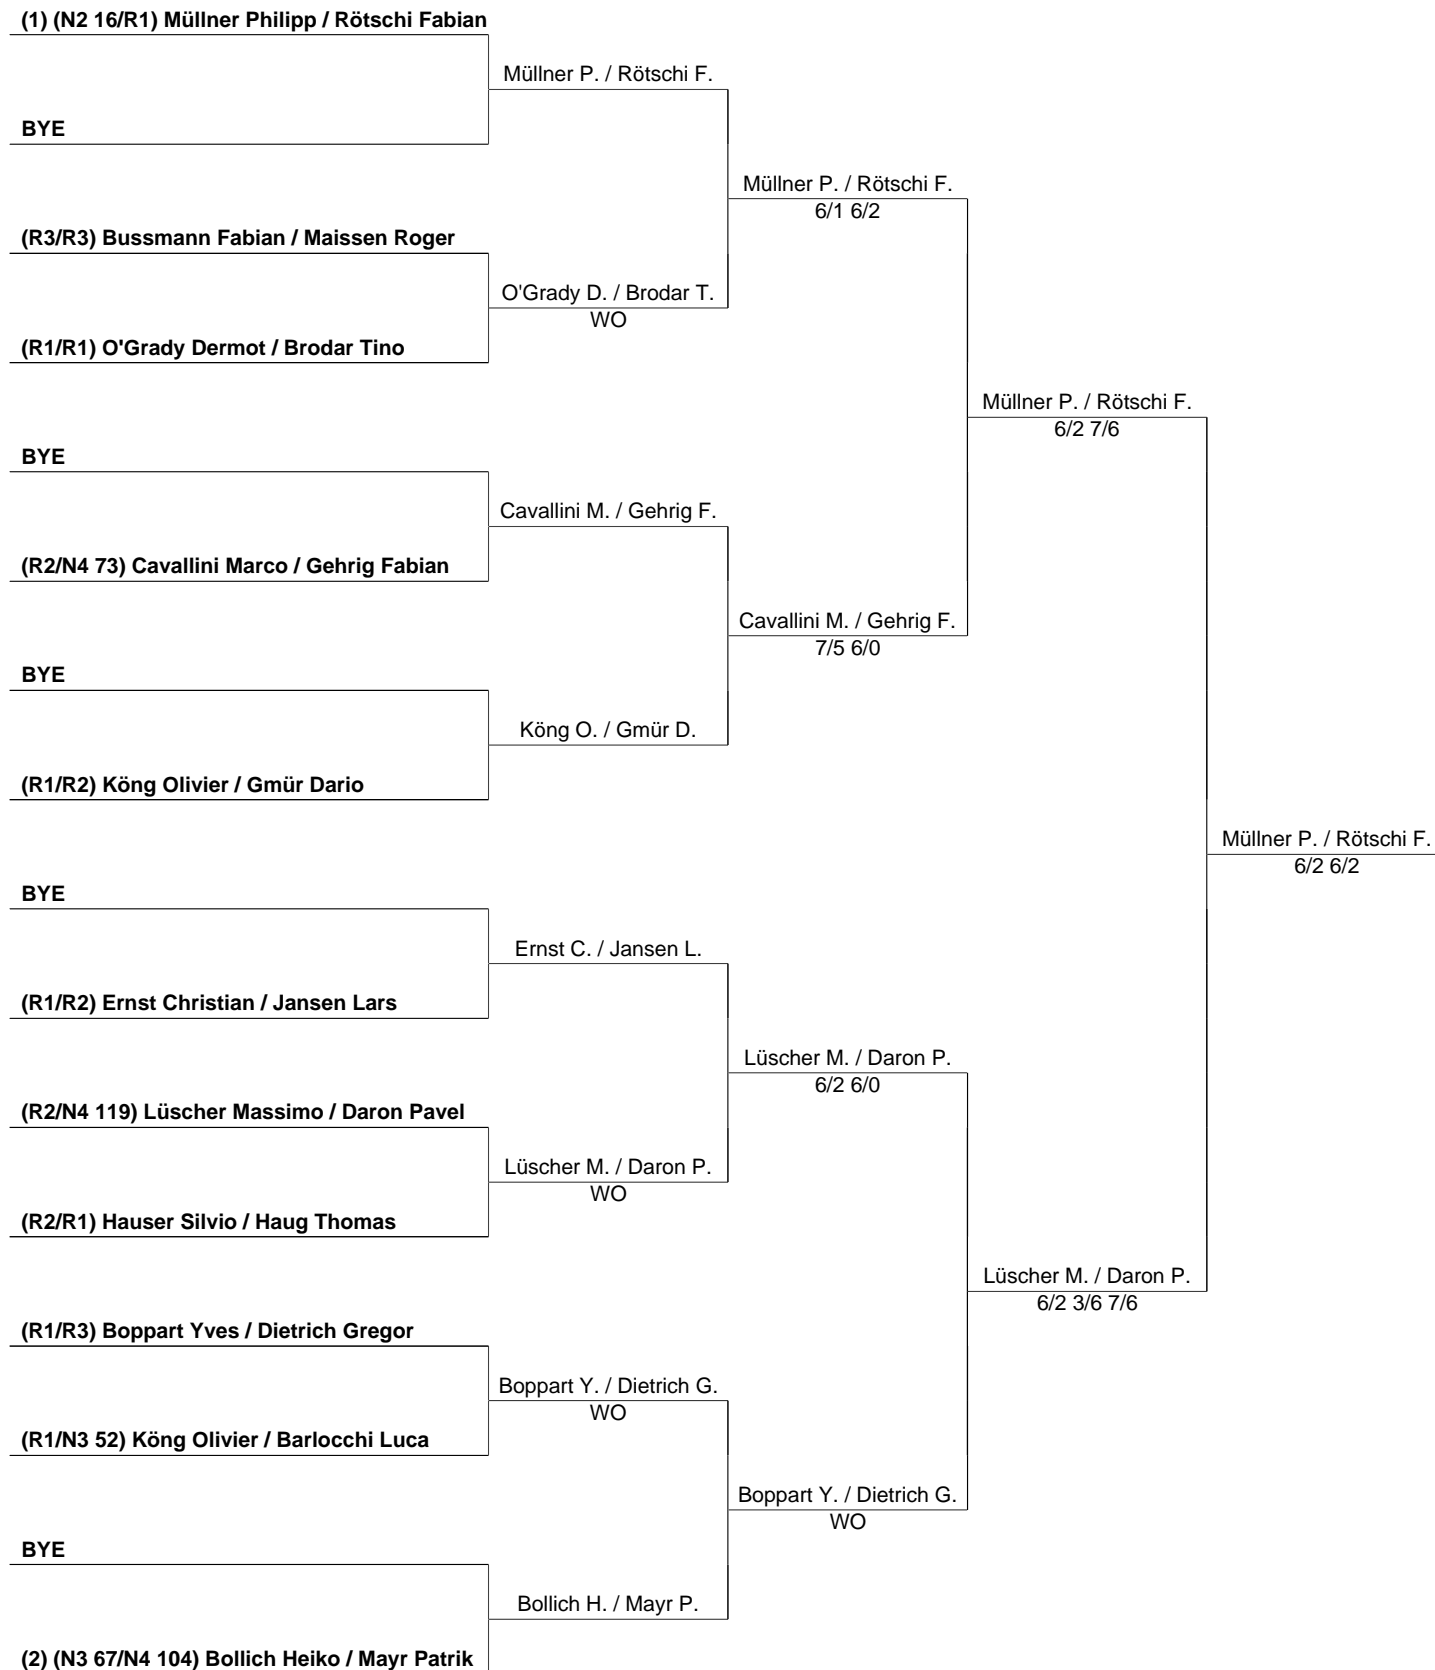 (1) (N2 16/R1) Müllner Philipp / Rötschi Fabian
Müllner P. / Rötschi F.
BYE
Müllner P. / Rötschi F.
6/1 6/2
(R3/R3) Bussmann Fabian / Maissen Roger
O'Grady D. / Brodar T.
WO
(R1/R1) O'Grady Dermot / Brodar Tino
Müllner P. / Rötschi F.
6/2 7/6
BYE
Cavallini M. / Gehrig F.
(R2/N4 73) Cavallini Marco / Gehrig Fabian
Cavallini M. / Gehrig F.
7/5 6/0
BYE
Köng O. / Gmür D.
(R1/R2) Köng Olivier / Gmür Dario
Müllner P. / Rötschi F.
6/2 6/2
BYE
Ernst C. / Jansen L.
(R1/R2) Ernst Christian / Jansen Lars
Lüscher M. / Daron P.
6/2 6/0
(R2/N4 119) Lüscher Massimo / Daron Pavel
Lüscher M. / Daron P.
WO
(R2/R1) Hauser Silvio / Haug Thomas
Lüscher M. / Daron P.
6/2 3/6 7/6
(R1/R3) Boppart Yves / Dietrich Gregor
Boppart Y. / Dietrich G.
WO
(R1/N3 52) Köng Olivier / Barlocchi Luca
Boppart Y. / Dietrich G.
WO
BYE
Bollich H. / Mayr P.
(2) (N3 67/N4 104) Bollich Heiko / Mayr Patrik